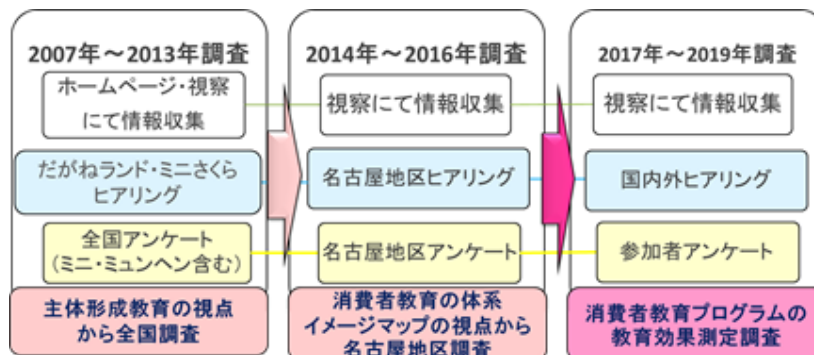 2007年～2013年調査
ホームページ・視察
にて情報収集
だがねランド・ミニさくら
ヒアリング
全国アンケート
(ミニ・ミュンヘン含む)
主体形成教育の視点
から全国調査
2014年～2016年調査
視察にて情報収集
名古屋地区ヒアリング
名古屋地区アンケート
消費者教育の体系
イメージマップの視点から
名古屋地区調査
2017年～2019年調査
視察にて情報収集
国内外ヒアリング
参加者アンケート
消費者教育プログラムの
教育効果測定調査